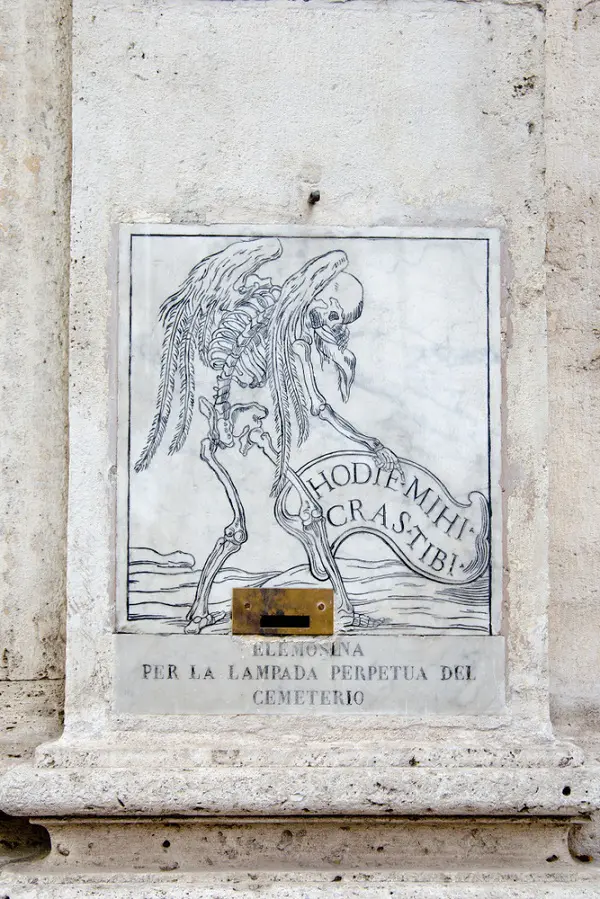 HODIE·MIHI·
CRAS·TIBI·
ELEMOSINA
PER LA LAMPADA PERPETUA DEL
CEMETERIO